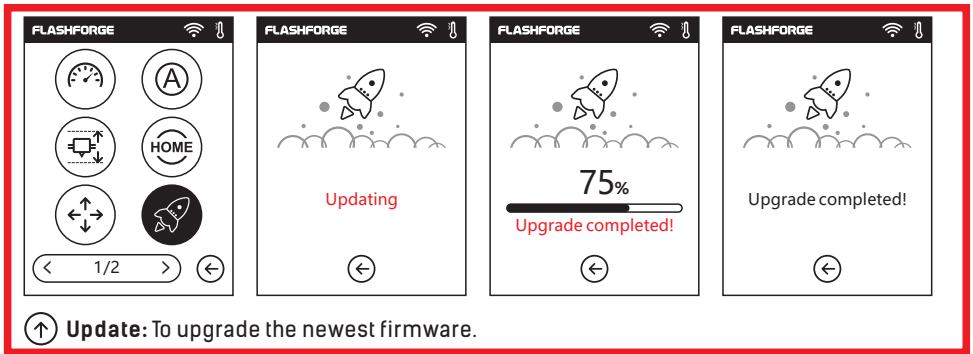 FLASHFORGE
A
HOME
1/2
FLASHFORGE
Updating
FLASHFORGE
75%
Upgrade completed!
FLASHFORGE
Upgrade completed!
Update: To upgrade the newest firmware.